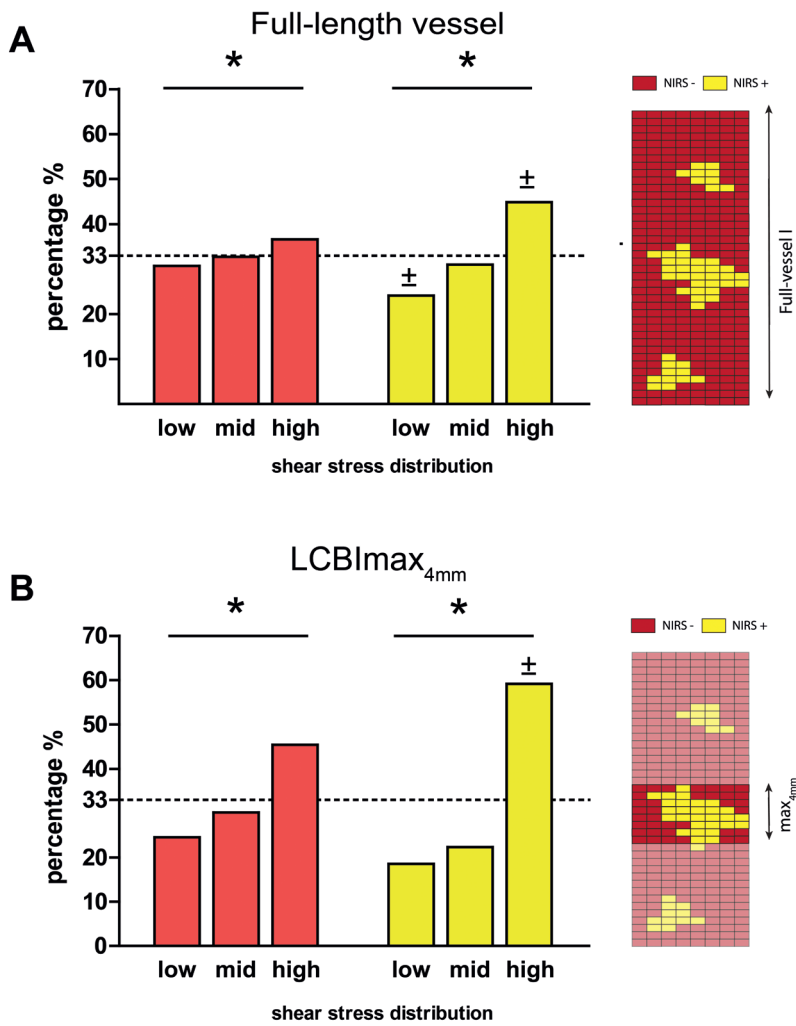 A
Full-length vessel
*
*
NIRS -
NIRS +
70
60
50
40
33
20
10
percentage %
±
±
Full-vessel l
low
mid
high
low
mid
high
shear stress distribution
B
LCBImax4mm
*
*
NIRS -
NIRS +
70
60
50
40
33
20
10
0
percentage %
±
max4mm
low
mid
high
low
mid
high
shear stress distribution